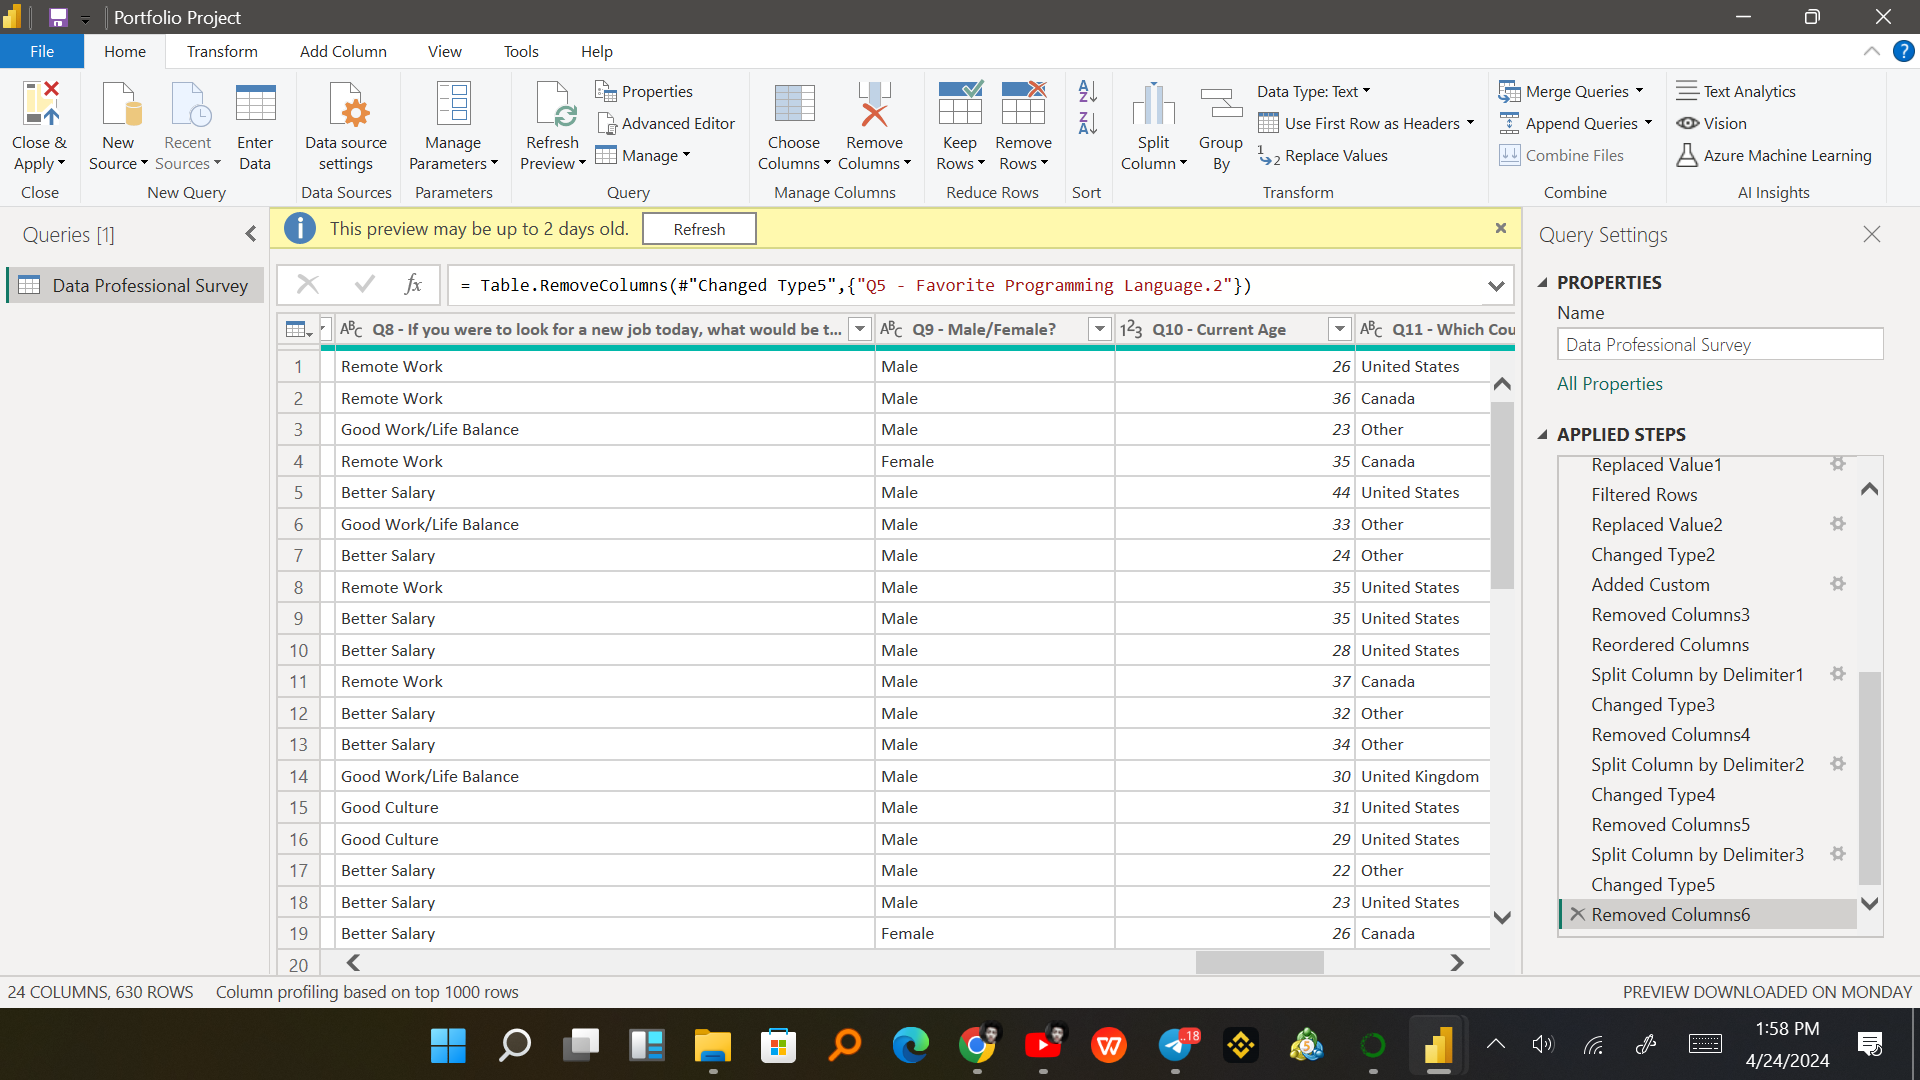 Portfolio Project
File
Home
Transform
Add Column
View
Tools
Help
Close & Apply
New Source
Recent Sources
Enter Data
Data source settings
Manage Parameters
Refresh Preview
Properties
Advanced Editor
Manage
Choose Columns
Remove Columns
Keep Rows
Remove Rows
A
Z
Z
A
Split Column
Group By
Data Type: Text
Use First Row as Headers
1
2
Replace Values
Merge Queries
Append Queries
Combine Files
Text Analytics
Vision
Azure Machine Learning
Close
New Query
Data Sources
Parameters
Query
Manage Columns
Reduce Rows
Sort
Transform
Combine
AI Insights
Queries [1]
Data Professional Survey
This preview may be up to 2 days old.
Refresh
fx
= Table.RemoveColumns(#"Changed Type5",{"Q5 - Favorite Programming Language.2"})
ABC Q8 - If you were to look for a new job today, what would be t...
ABC Q9 - Male/Female?
123 Q10 - Current Age
ABC Q11 - Which Cou
1 Remote Work Male 26 United States
2 Remote Work Male 36 Canada
3 Good Work/Life Balance Male 23 Other
4 Remote Work Female 35 Canada
5 Better Salary Male 44 United States
6 Good Work/Life Balance Male 33 Other
7 Better Salary Male 24 Other
8 Remote Work Male 35 United States
9 Better Salary Male 35 United States
10 Better Salary Male 28 United States
11 Remote Work Male 37 Canada
12 Better Salary Male 32 Other
13 Better Salary Male 34 Other
14 Good Work/Life Balance Male 30 United Kingdom
15 Good Culture Male 31 United States
16 Good Culture Male 29 United States
17 Better Salary Male 22 Other
18 Better Salary Male 23 United States
19 Better Salary Female 26 Canada
20
Query Settings
PROPERTIES
Name
Data Professional Survey
All Properties
APPLIED STEPS
Replaced Value1
Filtered Rows
Replaced Value2
Changed Type2
Added Custom
Removed Columns3
Reordered Columns
Split Column by Delimiter1
Changed Type3
Removed Columns4
Split Column by Delimiter2
Changed Type4
Removed Columns5
Split Column by Delimiter3
Changed Type5
Removed Columns6
24 COLUMNS, 630 ROWS
Column profiling based on top 1000 rows
PREVIEW DOWNLOADED ON MONDAY
..18
5
1:58 PM
4/24/2024